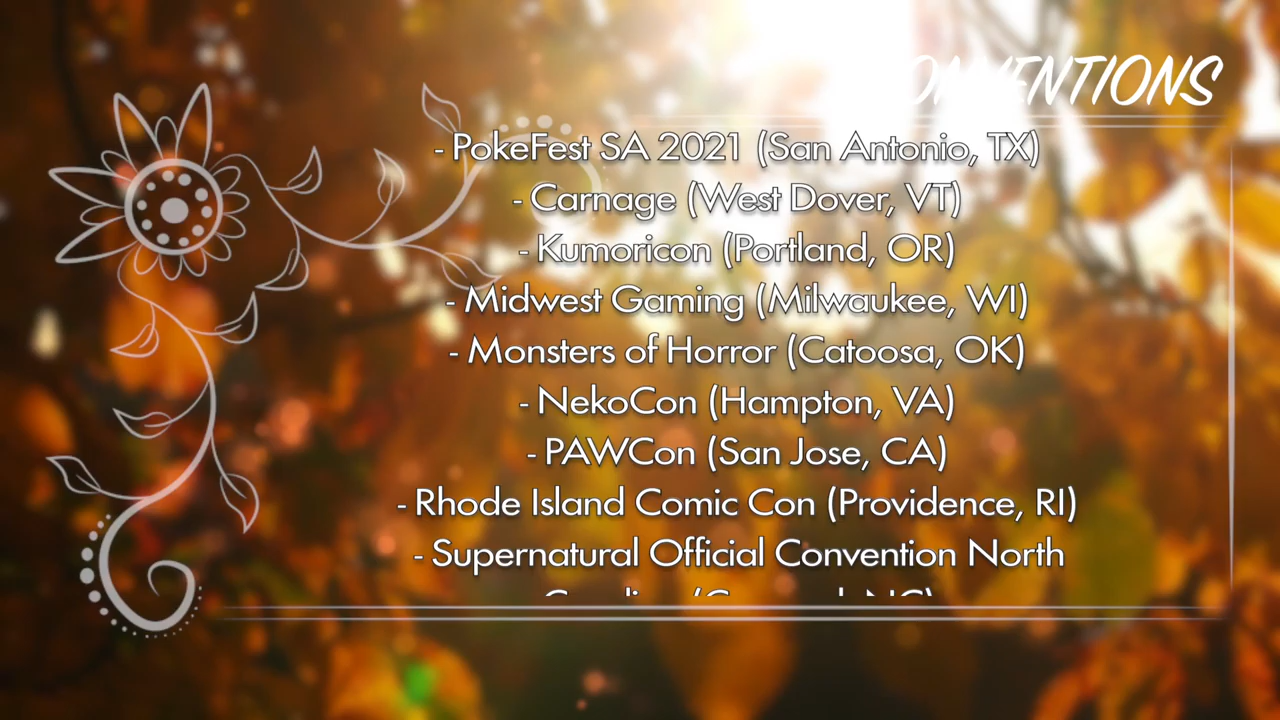 CONVENTIONS
- PokeFest SA 2021 (San Antonio, TX)
- Carnage (West Dover, VT)
- Kumoricon (Portland, OR)
- Midwest Gaming (Milwaukee, WI)
- Monsters of Horror (Catoosa, OK)
- NekoCon (Hampton, VA)
- PAWCon (San Jose, CA)
- Rhode Island Comic Con (Providence, RI)
- Supernatural Official Convention North